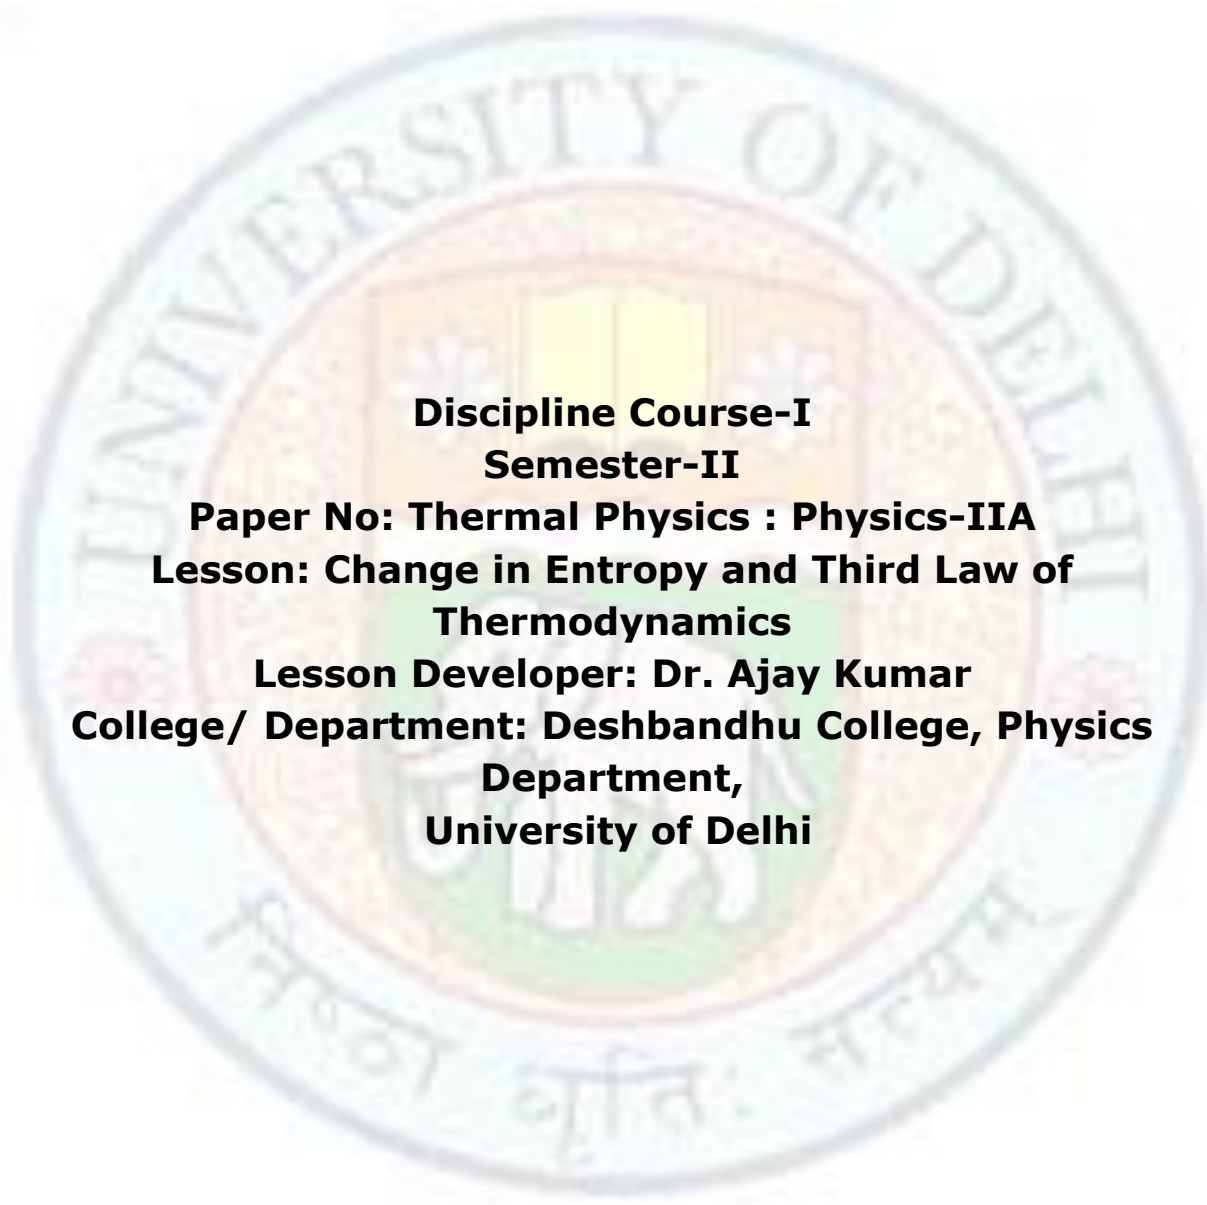 UNIVERSITY OF DELHI
Discipline Course-I
Semester-II
Paper No: Thermal Physics : Physics-IIA
Lesson: Change in Entropy and Third Law of
Thermodynamics
Lesson Developer: Dr. Ajay Kumar
College/ Department: Deshbandhu College, Physics
Department,
University of Delhi